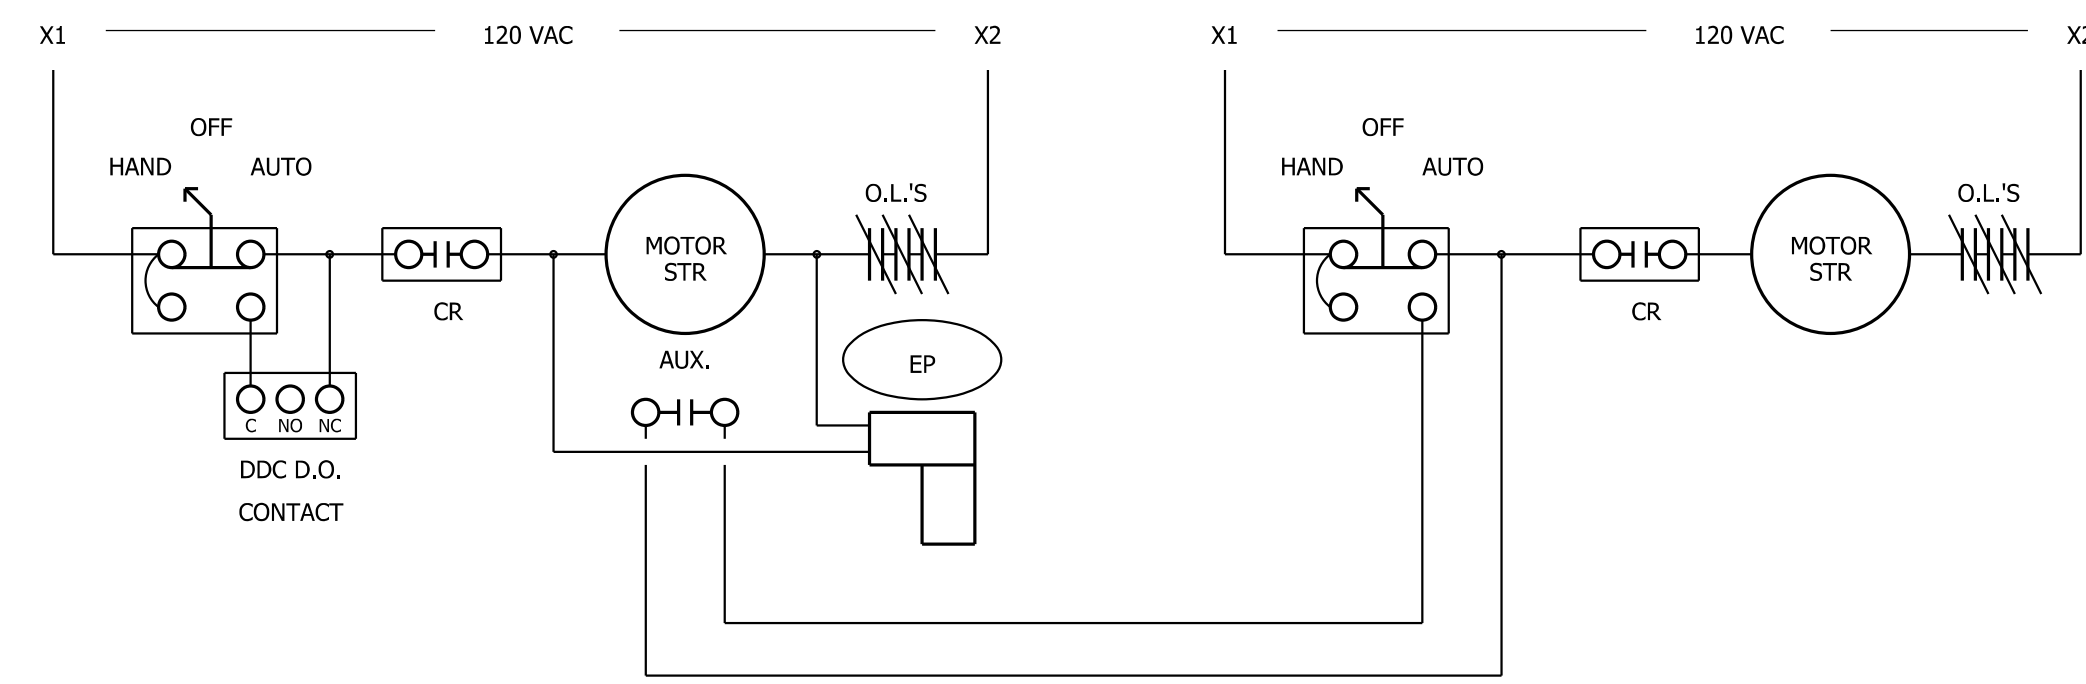 X1
120 VAC
X2
X1
120 VAC
X2
OFF
HAND
AUTO
O.L.'S
MOTOR
STR
CR
AUX.
EP
C
NO
NC
DDC D.O.
CONTACT
OFF
HAND
AUTO
O.L.'S
MOTOR
STR
CR